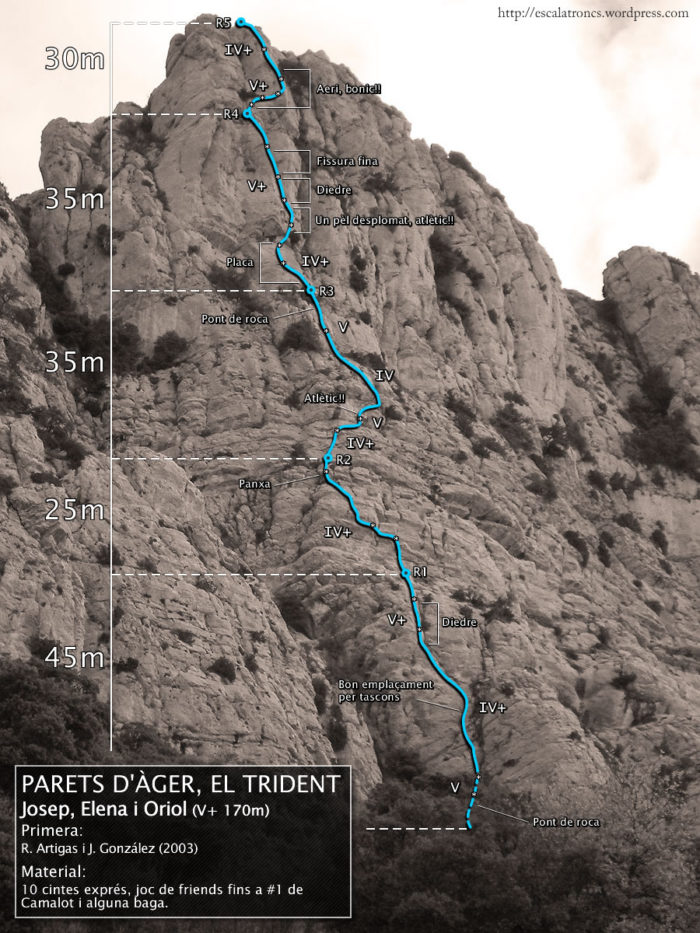 http://escalatroncs.wordpress.com
R5
30m
IV+
V+
Aeri, bonic!!
R4
Fissura fina
V+
Diedre
35m
Un pèl desplomat, atlètic!!
Placa
IV+
R3
Pont de roca
V
35m
IV
Atlètic!!
V
IV+
R2
Panxa
25m
IV+
R1
V+
Diedre
45m
Bon emplaçament
per tascons
IV+
V
Pont de roca
PARETS D'ÀGER, EL TRIDENT
Josep, Elena i Oriol (V+ 170m)
Primera:
R. Artigas i J. González (2003)
Material:
10 cintes exprés, joc de friends fins a #1 de
Camalot i alguna baga.